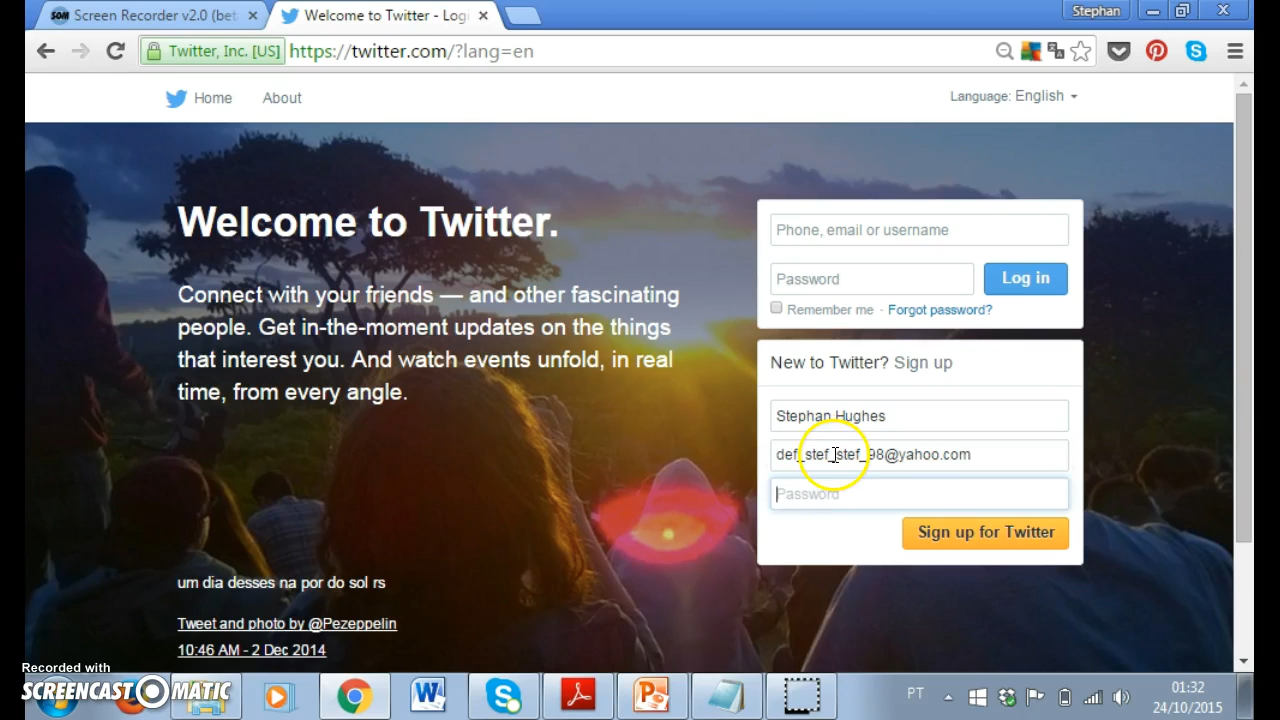 Screen Recorder v2.0 (bet
Welcome to Twitter - Logi
Stephan
Twitter, Inc. [US]
https://twitter.com/?lang=en
Home
About
Language: English
Welcome to Twitter.
Connect with your friends — and other fascinating
people. Get in-the-moment updates on the things
that interest you. And watch events unfold, in real
time, from every angle.
Phone, email or username
Password
Log in
Remember me · Forgot password?
New to Twitter? Sign up
Stephan Hughes
def_stef_stef_98@yahoo.com
Password
Sign up for Twitter
um dia desses na por do sol rs
Tweet and photo by @Pezeppelin
10:46 AM - 2 Dec 2014
Recorded with
SCREENCAST MATIC
PT
01:32
24/10/2015